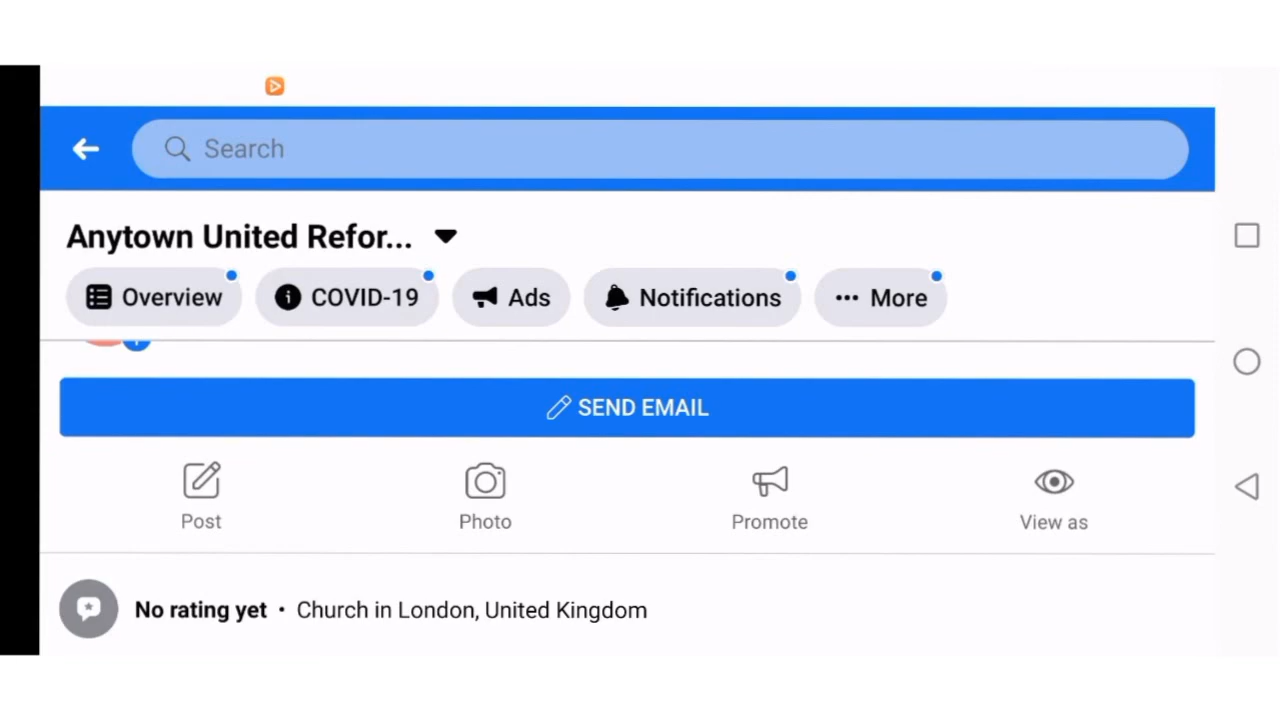 Search
Anytown United Refor...
Overview COVID-19 Ads Notifications ... More
SEND EMAIL
Post Photo Promote View as
No rating yet • Church in London, United Kingdom